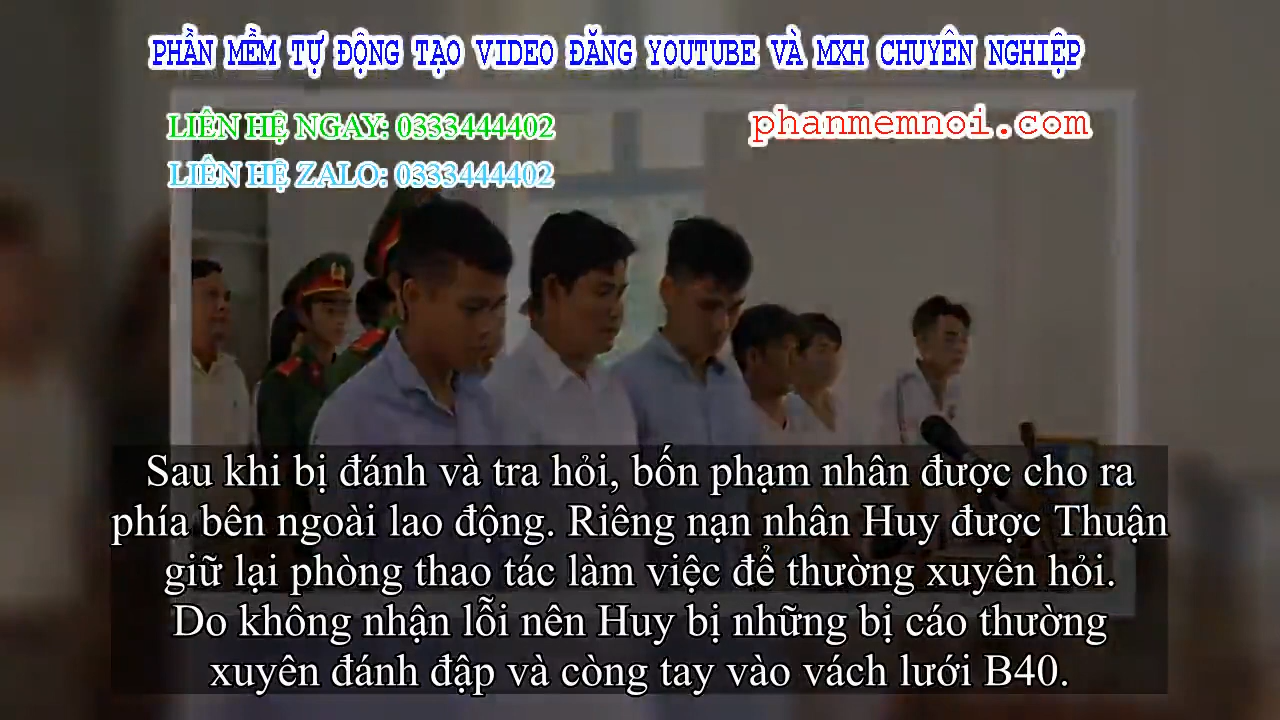 PHẦN MỀM TỰ ĐỘNG TẠO VIDEO ĐĂNG YOUTUBE VÀ MXH CHUYÊN NGHIỆP
LIÊN HỆ NGAY: 0333444402
phanmemnoi.com
LIÊN HỆ ZALO: 0333444402
Sau khi bị đánh và tra hỏi, bốn phạm nhân được cho ra
phía bên ngoài lao động. Riêng nạn nhân Huy được Thuận
giữ lại phòng thao tác làm việc để thường xuyên hỏi.
Do không nhận lỗi nên Huy bị những bị cáo thường
xuyên đánh đập và còng tay vào vách lưới B40.